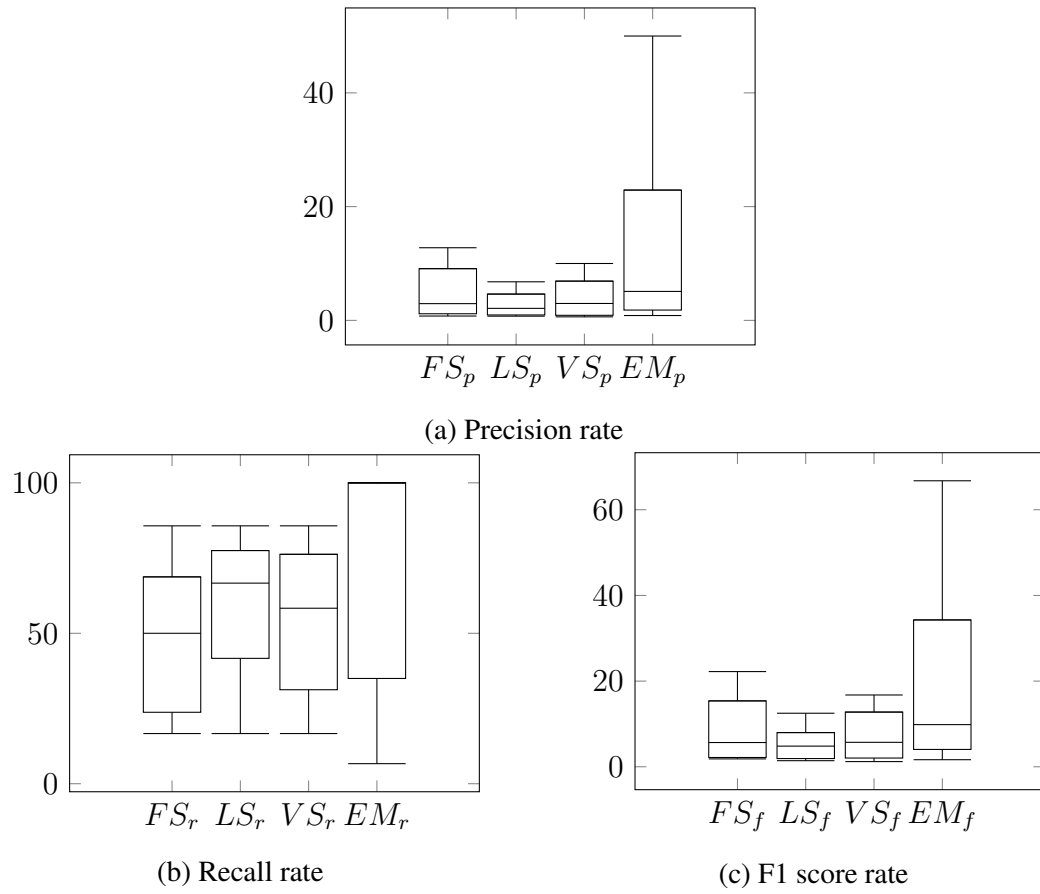 40
20
0
FS_p LS_p VS_p EM_p
(a) Precision rate
100
50
0
FS_r LS_r VS_r EM_r
(b) Recall rate
60
40
20
0
FS_f LS_f VS_f EM_f
(c) F1 score rate